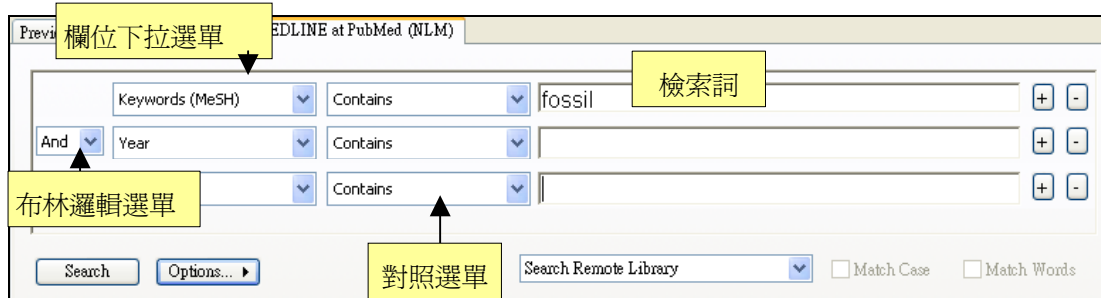 Previ
欄位下拉選單
EDLINE at PubMed (NLM)
Keywords (MeSH) Contains fossil
檢索詞
+ -
And Year Contains
+ -
布林邏輯選單
Contains
+ -
對照選單
Search Options... Search Remote Library Match Case Match Words